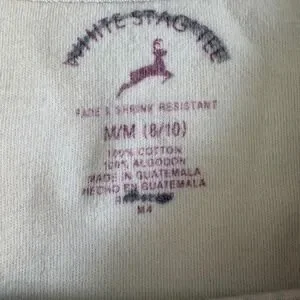 WHITE STAG TEE
FADE & SHRINK RESISTANT
M/M (8/10)
100% COTTON
100% ALGODON
MADE IN GUATEMALA
HECHO EN GUATEMALA
M4